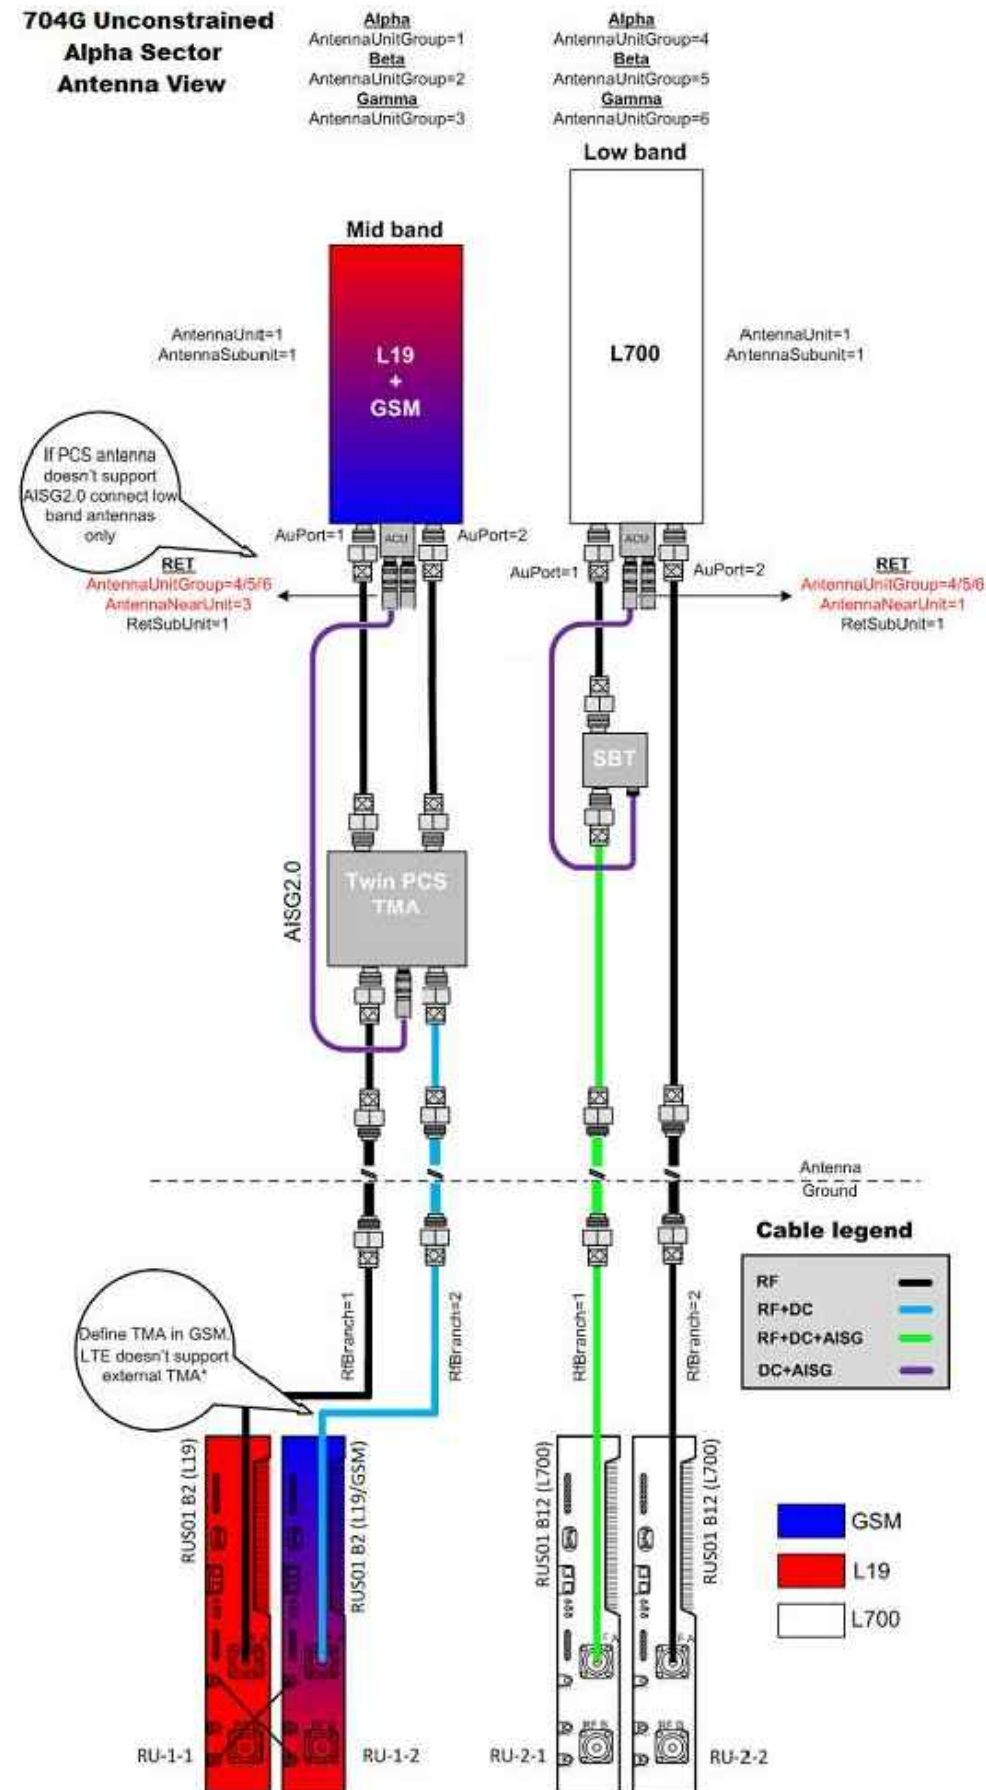 704G Unconstrained
Alpha Sector
Antenna View
Alpha
AntennaUnitGroup=1
Beta
AntennaUnitGroup=2
Gamma
AntennaUnitGroup=3
Alpha
AntennaUnitGroup=4
Beta
AntennaUnitGroup=5
Gamma
AntennaUnitGroup=6
Low band
Mid band
AntennaUnit=1
AntennaSubunit=1
L19
+
GSM
L700
AntennaUnit=1
AntennaSubunit=1
If PCS antenna
doesn't support
AISG2.0 connect low
band antennas
only
AuPort=1
ACU
AuPort=2
AuPort=1
ACU
AuPort=2
RET
AntennaUnitGroup=4/5/6
AntennaNearUnit=3
RetSubUnit=1
RET
AntennaUnitGroup=4/5/6
AntennaNearUnit=1
RetSubUnit=1
SBT
AISG2.0
Twin PCS
TMA
Antenna
Ground
Cable legend
RF
RF+DC
RF+DC+AISG
DC+AISG
RfBranch=1
RfBranch=2
RfBranch=1
RfBranch=2
Define TMA in GSM.
LTE doesn't support
external TMA*
RUS01 B2 (L19)
RUS01 B2 (L19/GSM)
RUS01 B12 (L700)
RUS01 B12 (L700)
GSM
L19
L700
RF B
RF B
RU-1-1
RU-1-2
RU-2-1
RU-2-2